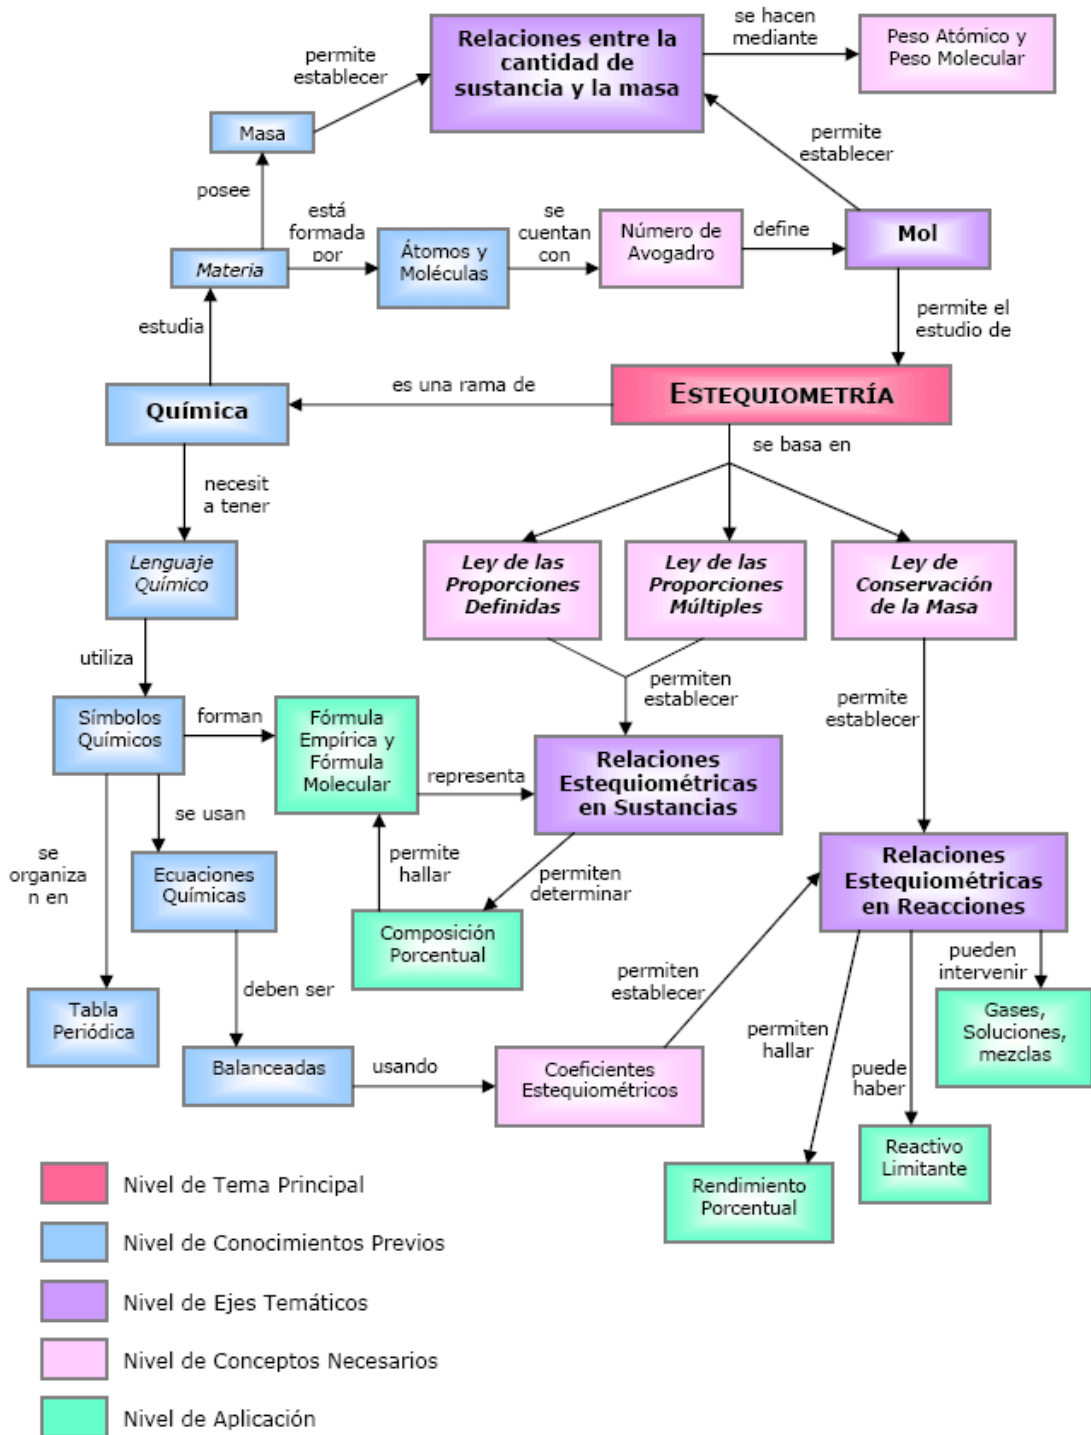 se hacen
mediante
Relaciones entre la
cantidad de
sustancia y la masa
Peso Atómico y
Peso Molecular
permite
establecer
Masa
permite
establecer
posee
está
formada
por
se
cuentan
con
Número de
Avogadro
define
Mol
Materia
Átomos y
Moléculas
estudia
permite el
estudio de
es una rama de
ESTEQUIOMETRÍA
Química
se basa en
necesit
a tener
Lenguaje
Químico
Ley de las
Proporciones
Definidas
Ley de las
Proporciones
Múltiples
Ley de
Conservación
de la Masa
utiliza
permiten
establecer
permite
establecer
Símbolos
Químicos
forman
Fórmula
Empírica y
Fórmula
Molecular
representa
Relaciones
Estequiométricas
en Sustancias
se usan
se
organiza
n en
Ecuaciones
Químicas
permite
hallar
permiten
determinar
Relaciones
Estequiométricas
en Reacciones
Composición
Porcentual
deben ser
permiten
establecer
pueden
intervenir
Tabla
Periódica
Gases,
Soluciones,
mezclas
permiten
hallar
Balanceadas
usando
Coeficientes
Estequiométricos
puede
haber
Reactivo
Limitante
Rendimiento
Porcentual
Nivel de Tema Principal
Nivel de Conocimientos Previos
Nivel de Ejes Temáticos
Nivel de Conceptos Necesarios
Nivel de Aplicación